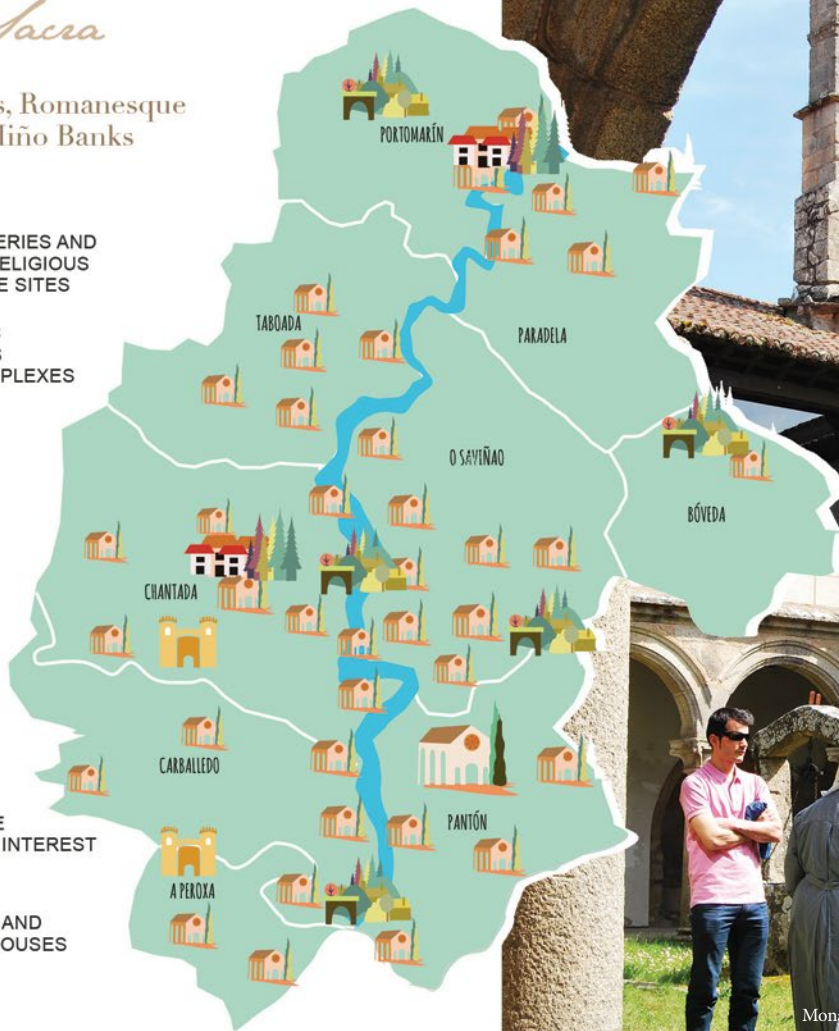 Sacra
Romanesque
Banks
PORTOMARÍN
ERIES AND
ELIGIOUS
E SITES
TABOADA
PARADELA
PLEXES
O SAVIÑAO
BÓVEDA
CHANTADA
CARBALLEDO
PANTÓN
INTEREST
A PEROXA
AND
OUSES
Mon